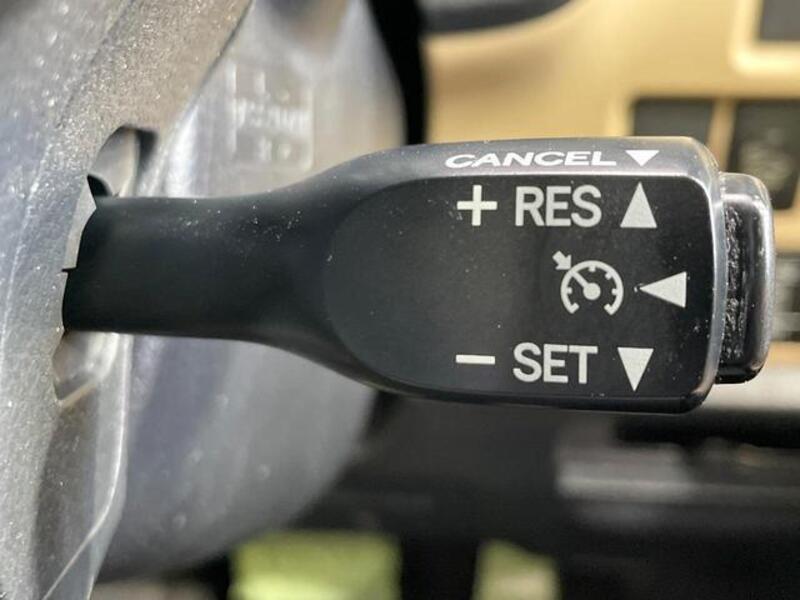 CANCEL ▼
+ RES ▲
◀
− SET ▼